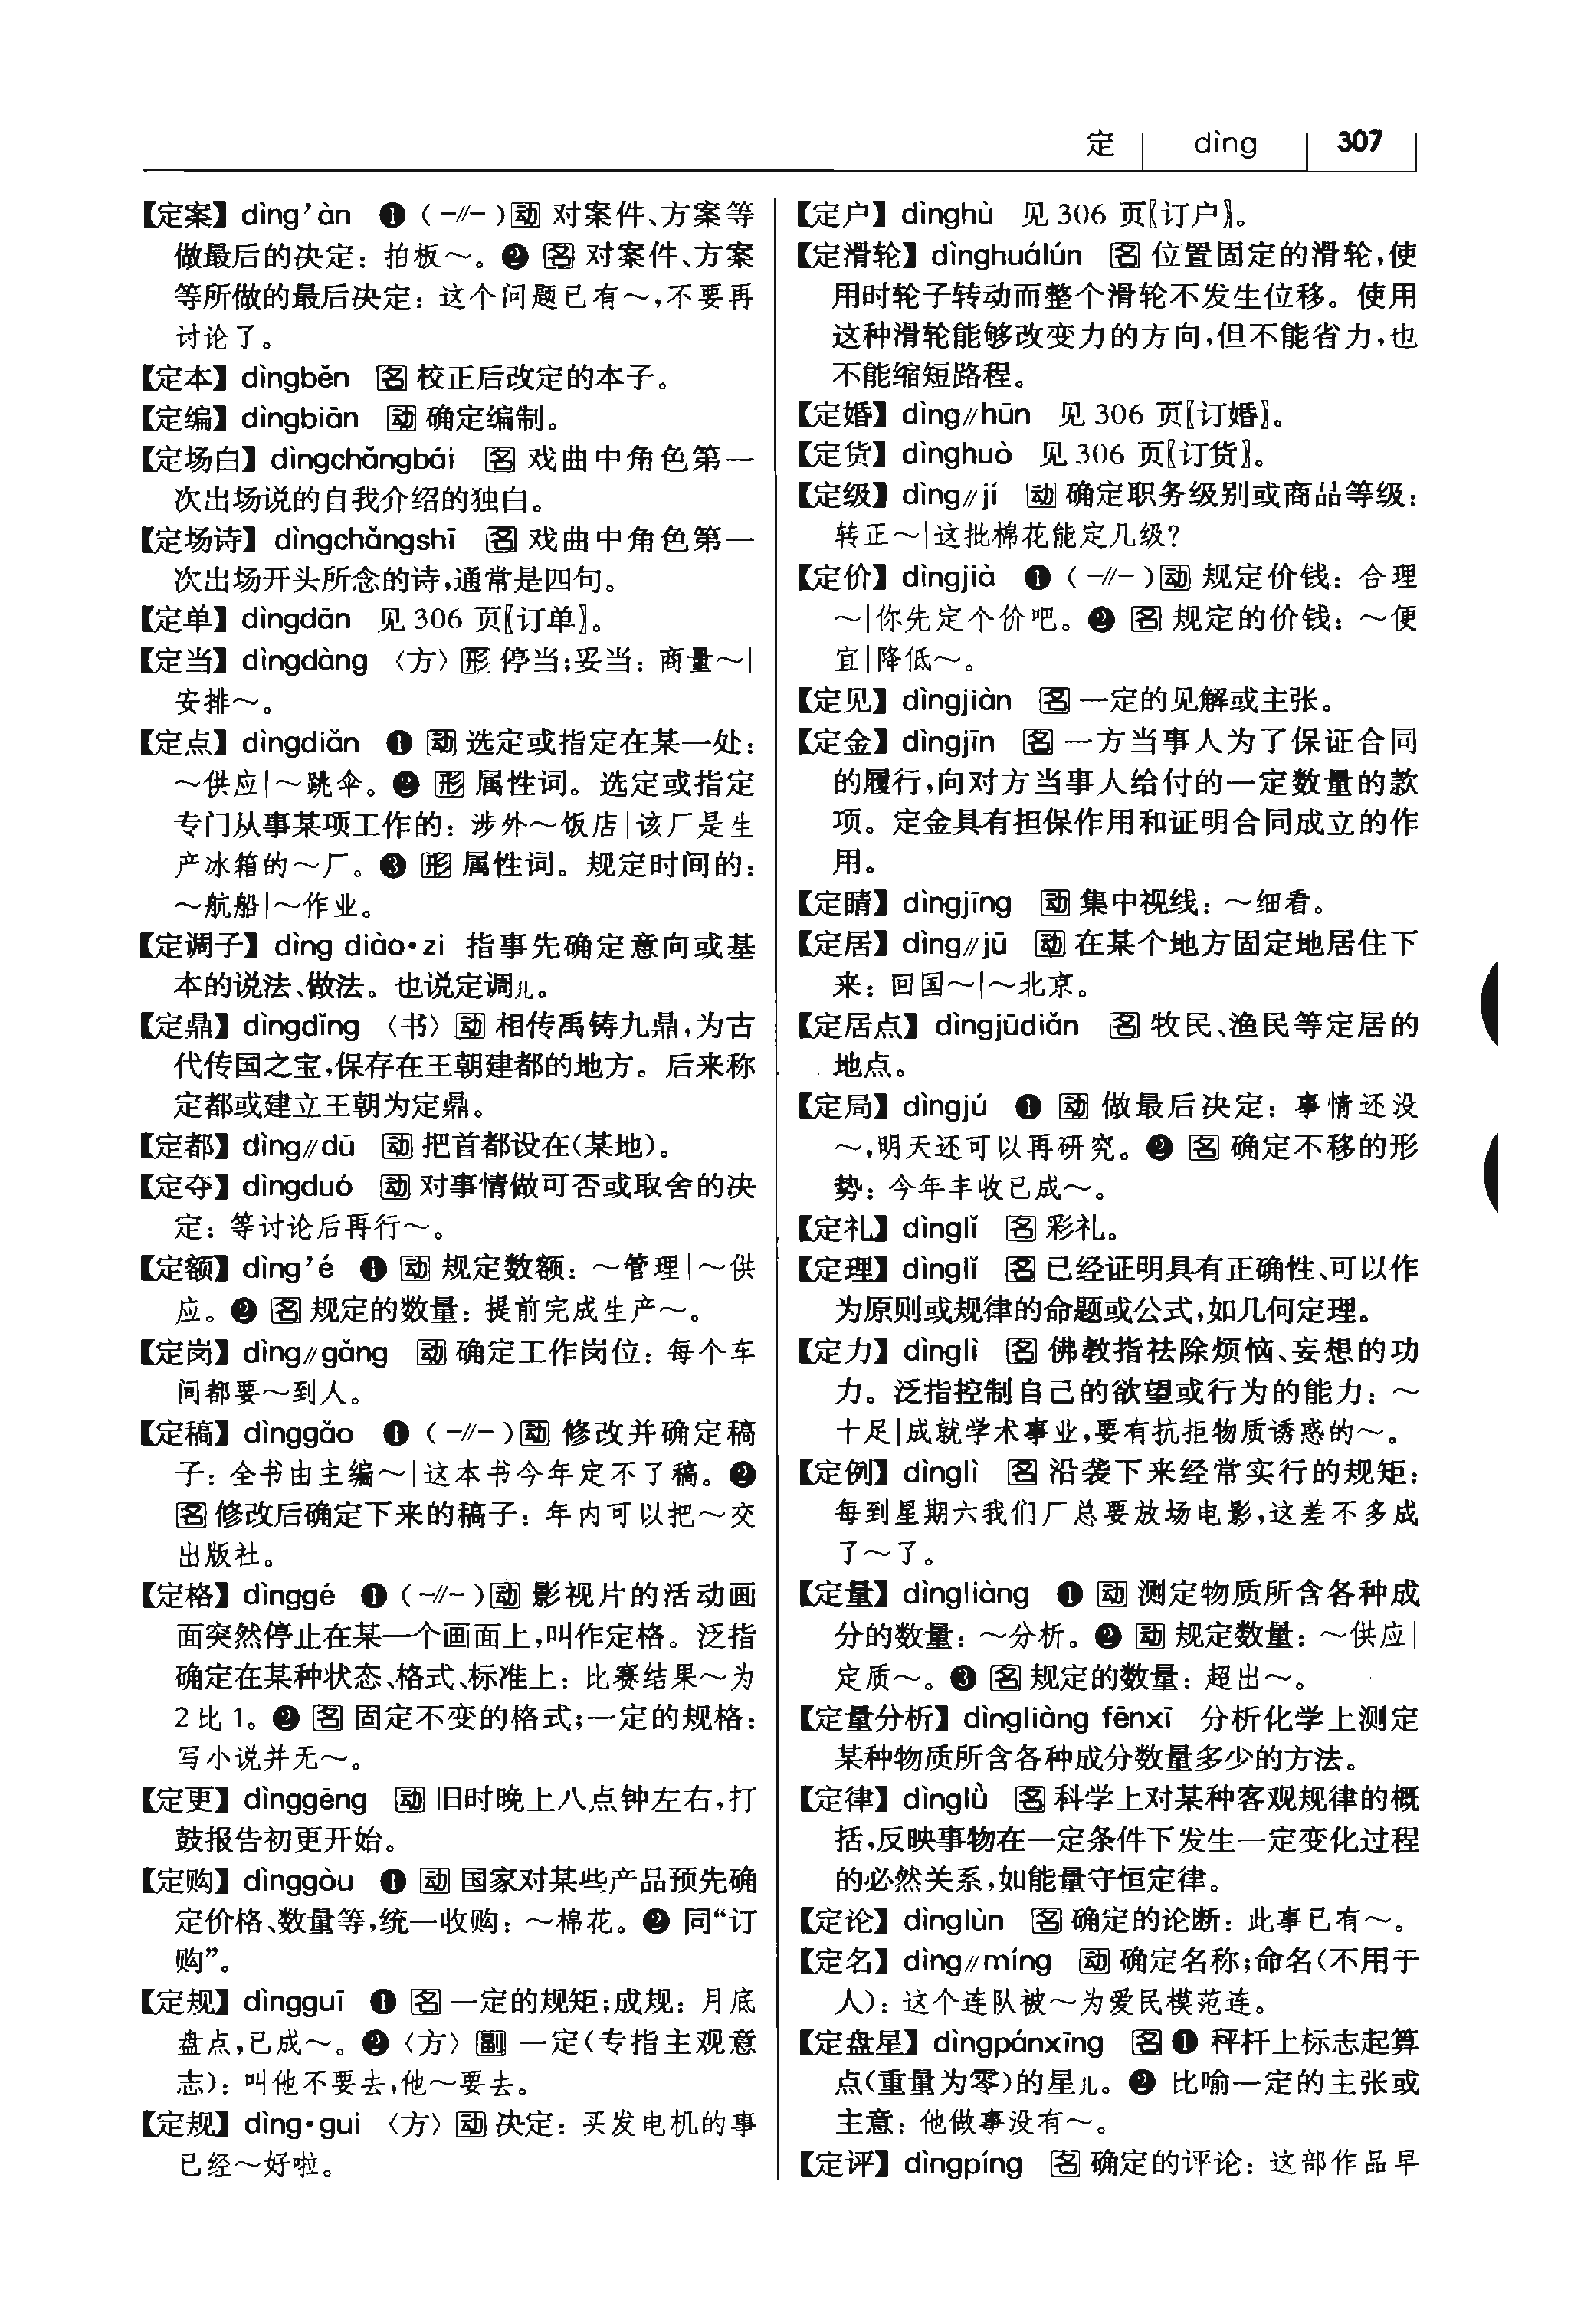 定 dìng 307
【定案】dìng’àn ❶（-//-）动 对案件、方案等
做最后的决定：拍板～。❷ 名 对案件、方案
等所做的最后决定：这个问题已有～，不要再
讨论了。
【定本】dìngběn 名 校正后改定的本子。
【定编】dìngbiān 动 确定编制。
【定场白】dìngchǎngbái 名 戏曲中角色第一
次出场说的自我介绍的独白。
【定场诗】dìngchǎngshī 名 戏曲中角色第一
次出场开头所念的诗，通常是四句。
【定单】dìngdān 见 306 页〖订单〗。
【定当】dìngdàng 〈方〉形 停当；妥当：商量～|
安排～。
【定点】dìngdiǎn ❶ 动 选定或指定在某一处：
～供应|～跳伞。❷ 形 属性词。选定或指定
专门从事某项工作的：涉外～饭店|该厂是生
产冰箱的～厂。❸ 形 属性词。规定时间的：
～航船|～作业。
【定调子】dìng diào•zi 指事先确定意向或基
本的说法、做法。也说定调儿。
【定鼎】dìngdǐng 〈书〉动 相传禹铸九鼎，为古
代传国之宝，保存在王朝建都的地方。后来称
定都或建立王朝为定鼎。
【定都】dìng//dū 动 把首都设在（某地）。
【定夺】dìngduó 动 对事情做可否或取舍的决
定：等讨论后再行～。
【定额】dìng’é ❶ 动 规定数额：～管理|～供
应。❷ 名 规定的数量：提前完成生产～。
【定岗】dìng//gǎng 动 确定工作岗位：每个车
间都要～到人。
【定稿】dìnggǎo ❶（-//-）动 修改并确定稿
子：全书由主编～|这本书今年定不了稿。❷
名 修改后确定下来的稿子：年内可以把～交
出版社。
【定格】dìnggé ❶（-//-）动 影视片的活动画
面突然停止在某一个画面上，叫作定格。泛指
确定在某种状态、格式、标准上：比赛结果～为
2 比 1。❷ 名 固定不变的格式；一定的规格：
写小说并无～。
【定更】dìnggēng 动 旧时晚上八点钟左右，打
鼓报告初更开始。
【定购】dìnggòu ❶ 动 国家对某些产品预先确
定价格、数量等，统一收购：～棉花。❷ 同“订
购”。
【定规】dìngguī ❶ 名 一定的规矩；成规：月底
盘点，已成～。❷〈方〉副 一定（专指主观意
志）：叫他不要去，他～要去。
【定规】dìng•gui 〈方〉动 决定：买发电机的事
已经～好啦。
【定户】dìnghù 见 306 页〖订户〗。
【定滑轮】dìnghuálún 名 位置固定的滑轮，使
用时轮子转动而整个滑轮不发生位移。使用
这种滑轮能够改变力的方向，但不能省力，也
不能缩短路程。
【定婚】dìng//hūn 见 306 页〖订婚〗。
【定货】dìnghuò 见 306 页〖订货〗。
【定级】dìng//jí 动 确定职务级别或商品等级：
转正～|这批棉花能定几级？
【定价】dìngjià ❶（-//-）动 规定价钱：合理
～|你先定个价吧。❷ 名 规定的价钱：～便
宜|降低～。
【定见】dìngjiàn 名 一定的见解或主张。
【定金】dìngjīn 名 一方当事人为了保证合同
的履行，向对方当事人给付的一定数量的款
项。定金具有担保作用和证明合同成立的作
用。
【定睛】dìngjīng 动 集中视线：～细看。
【定居】dìng//jū 动 在某个地方固定地居住下
来：回国～|～北京。
【定居点】dìngjūdiǎn 名 牧民、渔民等定居的
地点。
【定局】dìngjú ❶ 动 做最后决定：事情还没
～，明天还可以再研究。❷ 名 确定不移的形
势：今年丰收已成～。
【定礼】dìnglǐ 名 彩礼。
【定理】dìnglǐ 名 已经证明具有正确性、可以作
为原则或规律的命题或公式，如几何定理。
【定力】dìnglì 名 佛教指祛除烦恼、妄想的功
力。泛指控制自己的欲望或行为的能力：～
十足|成就学术事业，要有抗拒物质诱惑的～。
【定例】dìnglì 名 沿袭下来经常实行的规矩：
每到星期六我们厂总要放场电影，这差不多成
了～了。
【定量】dìngliàng ❶ 动 测定物质所含各种成
分的数量：～分析。❷ 动 规定数量：～供应|
定质～。❸ 名 规定的数量：超出～。
【定量分析】dìngliàng fēnxī 分析化学上测定
某种物质所含各种成分数量多少的方法。
【定律】dìnglǜ 名 科学上对某种客观规律的概
括，反映事物在一定条件下发生一定变化过程
的必然关系，如能量守恒定律。
【定论】dìnglùn 名 确定的论断：此事已有～。
【定名】dìng//míng 动 确定名称；命名（不用于
人）：这个连队被～为爱民模范连。
【定盘星】dìngpánxīng 名 ❶ 秤杆上标志起算
点（重量为零）的星儿。❷ 比喻一定的主张或
主意：他做事没有～。
【定评】dìngpíng 名 确定的评论：这部作品早